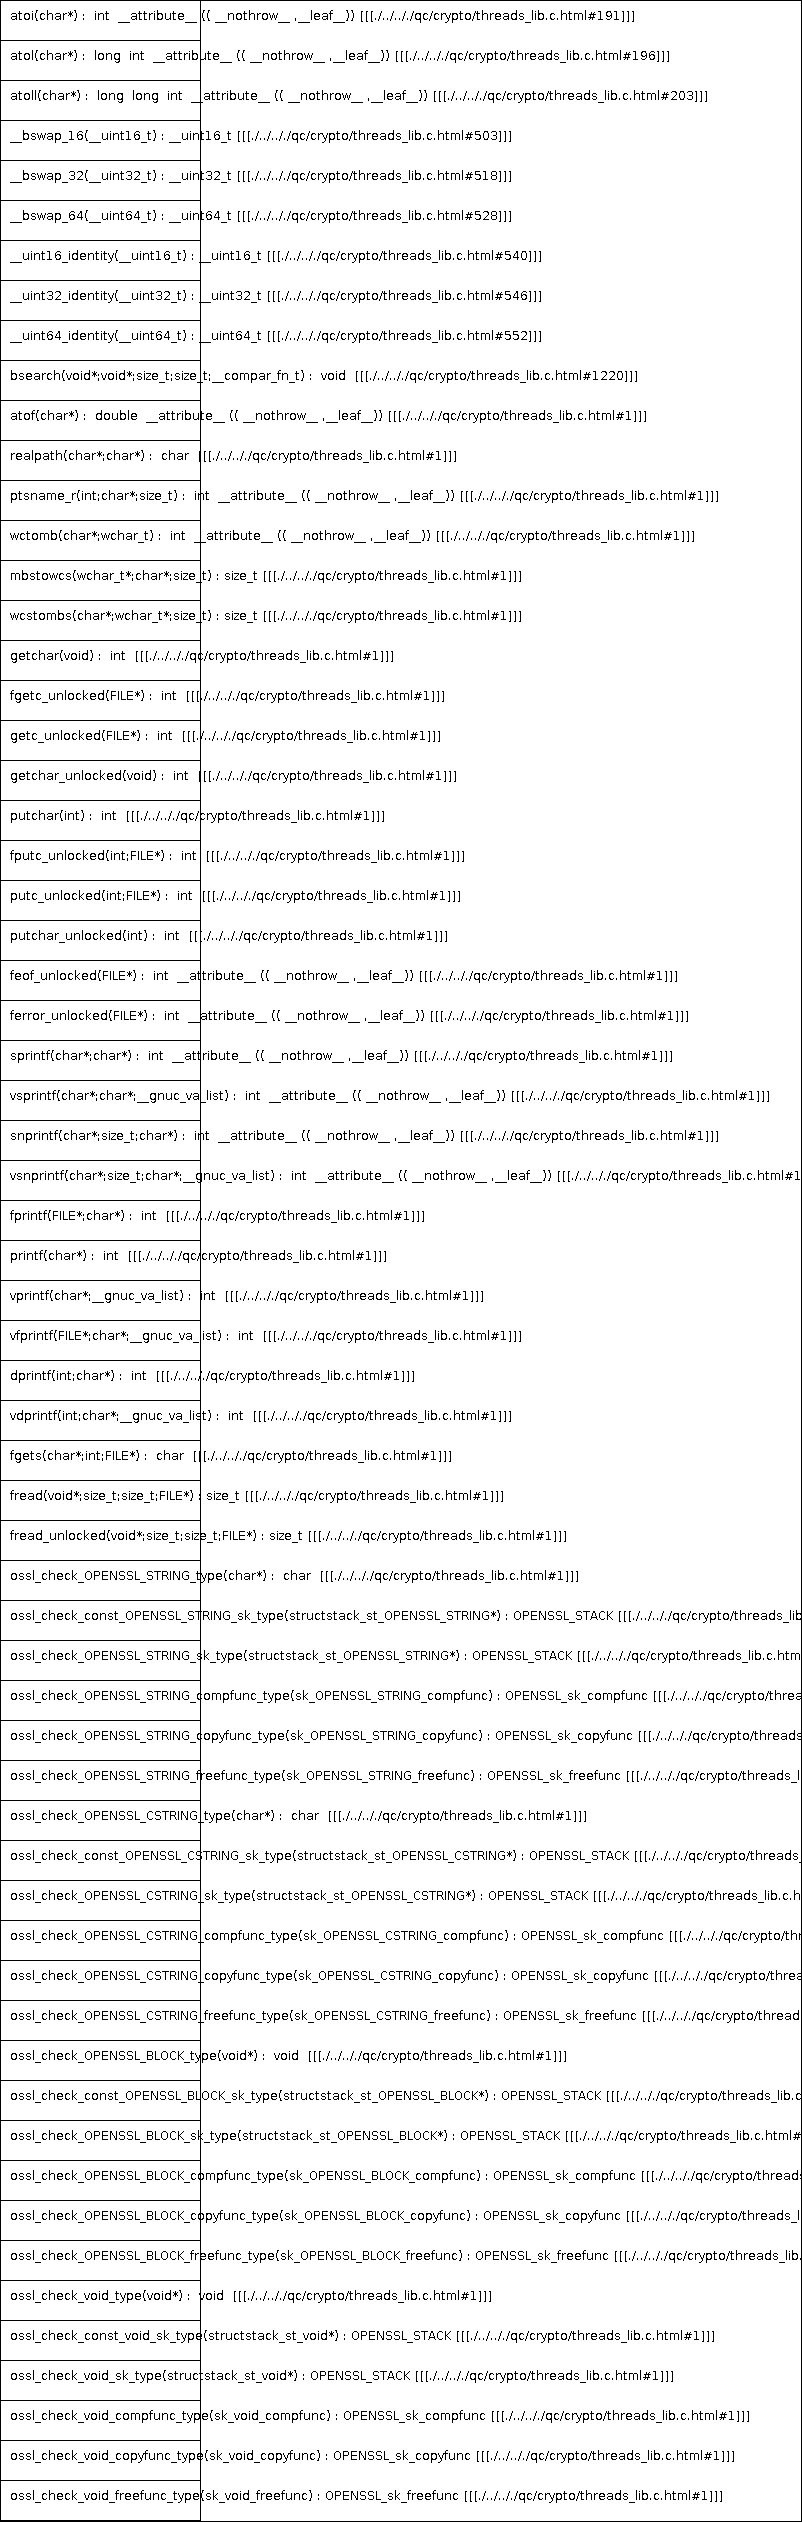 atoi(char*) : int __attribute__ (( __nothrow__ ,__leaf__)) [[[./../../../qc/crypto/threads_lib.c.html#191]]]
atol(char*) : long int __attribute__ (( __nothrow__ ,__leaf__)) [[[./../../../qc/crypto/threads_lib.c.html#196]]]
atoll(char*) : long long int __attribute__ (( __nothrow__ ,__leaf__)) [[[./../../../qc/crypto/threads_lib.c.html#203]]]
__bswap_16(__uint16_t) : __uint16_t [[[./../../../qc/crypto/threads_lib.c.html#503]]]
__bswap_32(__uint32_t) : __uint32_t [[[./../../../qc/crypto/threads_lib.c.html#518]]]
__bswap_64(__uint64_t) : __uint64_t [[[./../../../qc/crypto/threads_lib.c.html#528]]]
__uint16_identity(__uint16_t) : __uint16_t [[[./../../../qc/crypto/threads_lib.c.html#540]]]
__uint32_identity(__uint32_t) : __uint32_t [[[./../../../qc/crypto/threads_lib.c.html#546]]]
__uint64_identity(__uint64_t) : __uint64_t [[[./../../../qc/crypto/threads_lib.c.html#552]]]
bsearch(void*;void*;size_t;size_t;__compar_fn_t) : void [[[./../../../qc/crypto/threads_lib.c.html#1220]]]
atof(char*) : double __attribute__ (( __nothrow__ ,__leaf__)) [[[./../../../qc/crypto/threads_lib.c.html#1]]]
realpath(char*;char*) : char [[[./../../../qc/crypto/threads_lib.c.html#1]]]
ptsname_r(int;char*;size_t) : int __attribute__ (( __nothrow__ ,__leaf__)) [[[./../../../qc/crypto/threads_lib.c.html#1]]]
wctomb(char*;wchar_t) : int __attribute__ (( __nothrow__ ,__leaf__)) [[[./../../../qc/crypto/threads_lib.c.html#1]]]
mbstowcs(wchar_t*;char*;size_t) : size_t [[[./../../../qc/crypto/threads_lib.c.html#1]]]
wcstombs(char*;wchar_t*;size_t) : size_t [[[./../../../qc/crypto/threads_lib.c.html#1]]]
getchar(void) : int [[[./../../../qc/crypto/threads_lib.c.html#1]]]
fgetc_unlocked(FILE*) : int [[[./../../../qc/crypto/threads_lib.c.html#1]]]
getc_unlocked(FILE*) : int [[[./../../../qc/crypto/threads_lib.c.html#1]]]
getchar_unlocked(void) : int [[[./../../../qc/crypto/threads_lib.c.html#1]]]
putchar(int) : int [[[./../../../qc/crypto/threads_lib.c.html#1]]]
fputc_unlocked(int;FILE*) : int [[[./../../../qc/crypto/threads_lib.c.html#1]]]
putc_unlocked(int;FILE*) : int [[[./../../../qc/crypto/threads_lib.c.html#1]]]
putchar_unlocked(int) : int [[[./../../../qc/crypto/threads_lib.c.html#1]]]
feof_unlocked(FILE*) : int __attribute__ (( __nothrow__ ,__leaf__)) [[[./../../../qc/crypto/threads_lib.c.html#1]]]
ferror_unlocked(FILE*) : int __attribute__ (( __nothrow__ ,__leaf__)) [[[./../../../qc/crypto/threads_lib.c.html#1]]]
sprintf(char*;char*) : int __attribute__ (( __nothrow__ ,__leaf__)) [[[./../../../qc/crypto/threads_lib.c.html#1]]]
vsprintf(char*;char*;__gnuc_va_list) : int __attribute__ (( __nothrow__ ,__leaf__)) [[[./../../../qc/crypto/threads_lib.c.html#1]]]
snprintf(char*;size_t;char*) : int __attribute__ (( __nothrow__ ,__leaf__)) [[[./../../../qc/crypto/threads_lib.c.html#1]]]
vsnprintf(char*;size_t;char*;__gnuc_va_list) : int __attribute__ (( __nothrow__ ,__leaf__)) [[[./../../../qc/crypto/threads_lib.c.html#1
fprintf(FILE*;char*) : int [[[./../../../qc/crypto/threads_lib.c.html#1]]]
printf(char*) : int [[[./../../../qc/crypto/threads_lib.c.html#1]]]
vprintf(char*;__gnuc_va_list) : int [[[./../../../qc/crypto/threads_lib.c.html#1]]]
vfprintf(FILE*;char*;__gnuc_va_list) : int [[[./../../../qc/crypto/threads_lib.c.html#1]]]
dprintf(int;char*) : int [[[./../../../qc/crypto/threads_lib.c.html#1]]]
vdprintf(int;char*;__gnuc_va_list) : int [[[./../../../qc/crypto/threads_lib.c.html#1]]]
fgets(char*;int;FILE*) : char [[[./../../../qc/crypto/threads_lib.c.html#1]]]
fread(void*;size_t;size_t;FILE*) : size_t [[[./../../../qc/crypto/threads_lib.c.html#1]]]
fread_unlocked(void*;size_t;size_t;FILE*) : size_t [[[./../../../qc/crypto/threads_lib.c.html#1]]]
ossl_check_OPENSSL_STRING_type(char*) : char [[[./../../../qc/crypto/threads_lib.c.html#1]]]
ossl_check_const_OPENSSL_STRING_sk_type(structstack_st_OPENSSL_STRING*) : OPENSSL_STACK [[[./../../../qc/crypto/threads_lib
ossl_check_OPENSSL_STRING_sk_type(structstack_st_OPENSSL_STRING*) : OPENSSL_STACK [[[./../../../qc/crypto/threads_lib.c.htm
ossl_check_OPENSSL_STRING_compfunc_type(sk_OPENSSL_STRING_compfunc) : OPENSSL_sk_compfunc [[[./../../../qc/crypto/threa
ossl_check_OPENSSL_STRING_copyfunc_type(sk_OPENSSL_STRING_copyfunc) : OPENSSL_sk_copyfunc [[[./../../../qc/crypto/threads
ossl_check_OPENSSL_STRING_freefunc_type(sk_OPENSSL_STRING_freefunc) : OPENSSL_sk_freefunc [[[./../../../qc/crypto/threads_l
ossl_check_OPENSSL_CSTRING_type(char*) : char [[[./../../../qc/crypto/threads_lib.c.html#1]]]
ossl_check_const_OPENSSL_CSTRING_sk_type(structstack_st_OPENSSL_CSTRING*) : OPENSSL_STACK [[[./../../../qc/crypto/threads_
ossl_check_OPENSSL_CSTRING_sk_type(structstack_st_OPENSSL_CSTRING*) : OPENSSL_STACK [[[./../../../qc/crypto/threads_lib.c.h
ossl_check_OPENSSL_CSTRING_compfunc_type(sk_OPENSSL_CSTRING_compfunc) : OPENSSL_sk_compfunc [[[./../../../qc/crypto/thr
ossl_check_OPENSSL_CSTRING_copyfunc_type(sk_OPENSSL_CSTRING_copyfunc) : OPENSSL_sk_copyfunc [[[./../../../qc/crypto/threa
ossl_check_OPENSSL_CSTRING_freefunc_type(sk_OPENSSL_CSTRING_freefunc) : OPENSSL_sk_freefunc [[[./../../../qc/crypto/thread
ossl_check_OPENSSL_BLOCK_type(void*) : void [[[./../../../qc/crypto/threads_lib.c.html#1]]]
ossl_check_const_OPENSSL_BLOCK_sk_type(structstack_st_OPENSSL_BLOCK*) : OPENSSL_STACK [[[./../../../qc/crypto/threads_lib.c
ossl_check_OPENSSL_BLOCK_sk_type(structstack_st_OPENSSL_BLOCK*) : OPENSSL_STACK [[[./../../../qc/crypto/threads_lib.c.html#
ossl_check_OPENSSL_BLOCK_compfunc_type(sk_OPENSSL_BLOCK_compfunc) : OPENSSL_sk_compfunc [[[./../../../qc/crypto/threads
ossl_check_OPENSSL_BLOCK_copyfunc_type(sk_OPENSSL_BLOCK_copyfunc) : OPENSSL_sk_copyfunc [[[./../../../qc/crypto/threads_l
ossl_check_OPENSSL_BLOCK_freefunc_type(sk_OPENSSL_BLOCK_freefunc) : OPENSSL_sk_freefunc [[[./../../../qc/crypto/threads_lib.
ossl_check_void_type(void*) : void [[[./../../../qc/crypto/threads_lib.c.html#1]]]
ossl_check_const_void_sk_type(structstack_st_void*) : OPENSSL_STACK [[[./../../../qc/crypto/threads_lib.c.html#1]]]
ossl_check_void_sk_type(structstack_st_void*) : OPENSSL_STACK [[[./../../../qc/crypto/threads_lib.c.html#1]]]
ossl_check_void_compfunc_type(sk_void_compfunc) : OPENSSL_sk_compfunc [[[./../../../qc/crypto/threads_lib.c.html#1]]]
ossl_check_void_copyfunc_type(sk_void_copyfunc) : OPENSSL_sk_copyfunc [[[./../../../qc/crypto/threads_lib.c.html#1]]]
ossl_check_void_freefunc_type(sk_void_freefunc) : OPENSSL_sk_freefunc [[[./../../../qc/crypto/threads_lib.c.html#1]]]